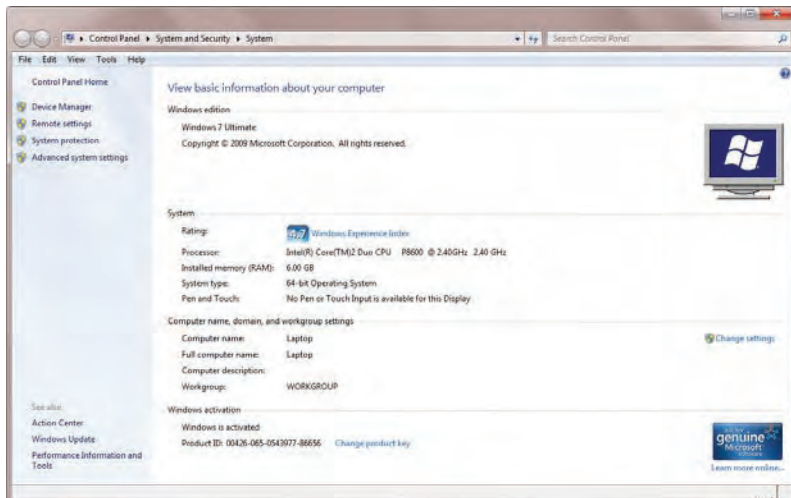 Control Panel ▸ System and Security ▸ System
Search Control Panel
File Edit View Tools Help
Control Panel Home
Device Manager
Remote settings
System protection
Advanced system settings
View basic information about your computer
Windows edition
Windows 7 Ultimate
Copyright © 2009 Microsoft Corporation. All rights reserved.
System
Rating: 4.7 Windows Experience Index
Processor: Intel(R) Core(TM)2 Duo CPU P8600 @ 2.40GHz 2.40 GHz
Installed memory (RAM): 6.00 GB
System type: 64-bit Operating System
Pen and Touch: No Pen or Touch Input is available for this Display
Computer name, domain, and workgroup settings
Computer name: Laptop
Change settings
Full computer name: Laptop
Computer description:
Workgroup: WORKGROUP
Windows activation
Windows is activated
Product ID: 00426-065-0543977-86656 Change product key
See also
Action Center
Windows Update
Performance Information and
Tools
genuine
Microsoft
software
Learn more online...